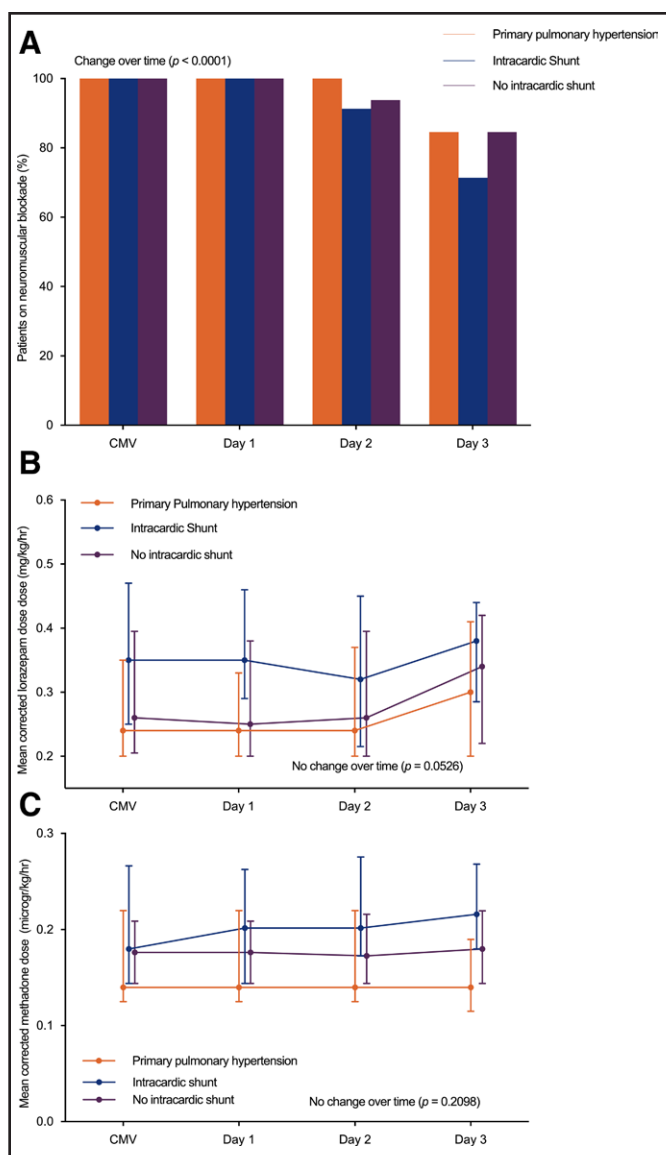 A
Change over time (p < 0.0001)
Primary pulmonary hypertension
Intracardic Shunt
No intracardic shunt
Patients on neuromuscular blockade (%)
100
80
60
40
20
0
CMV Day 1 Day 2 Day 3
B
Mean corrected lorazepam dose dose (mg/kg/hr)
0.6
0.5
0.4
0.3
0.2
Primary Pulmonary hypertension
Intracardic Shunt
No intracardic shunt
No change over time (p = 0.0526)
CMV Day 1 Day 2 Day 3
C
Mean corrected methadone dose (microgr/kg/hr)
0.3
0.2
0.1
0.0
Primary pulmonary hypertension
Intracardic shunt
No intracardic shunt
No change over time (p = 0.2098)
CMV Day 1 Day 2 Day 3